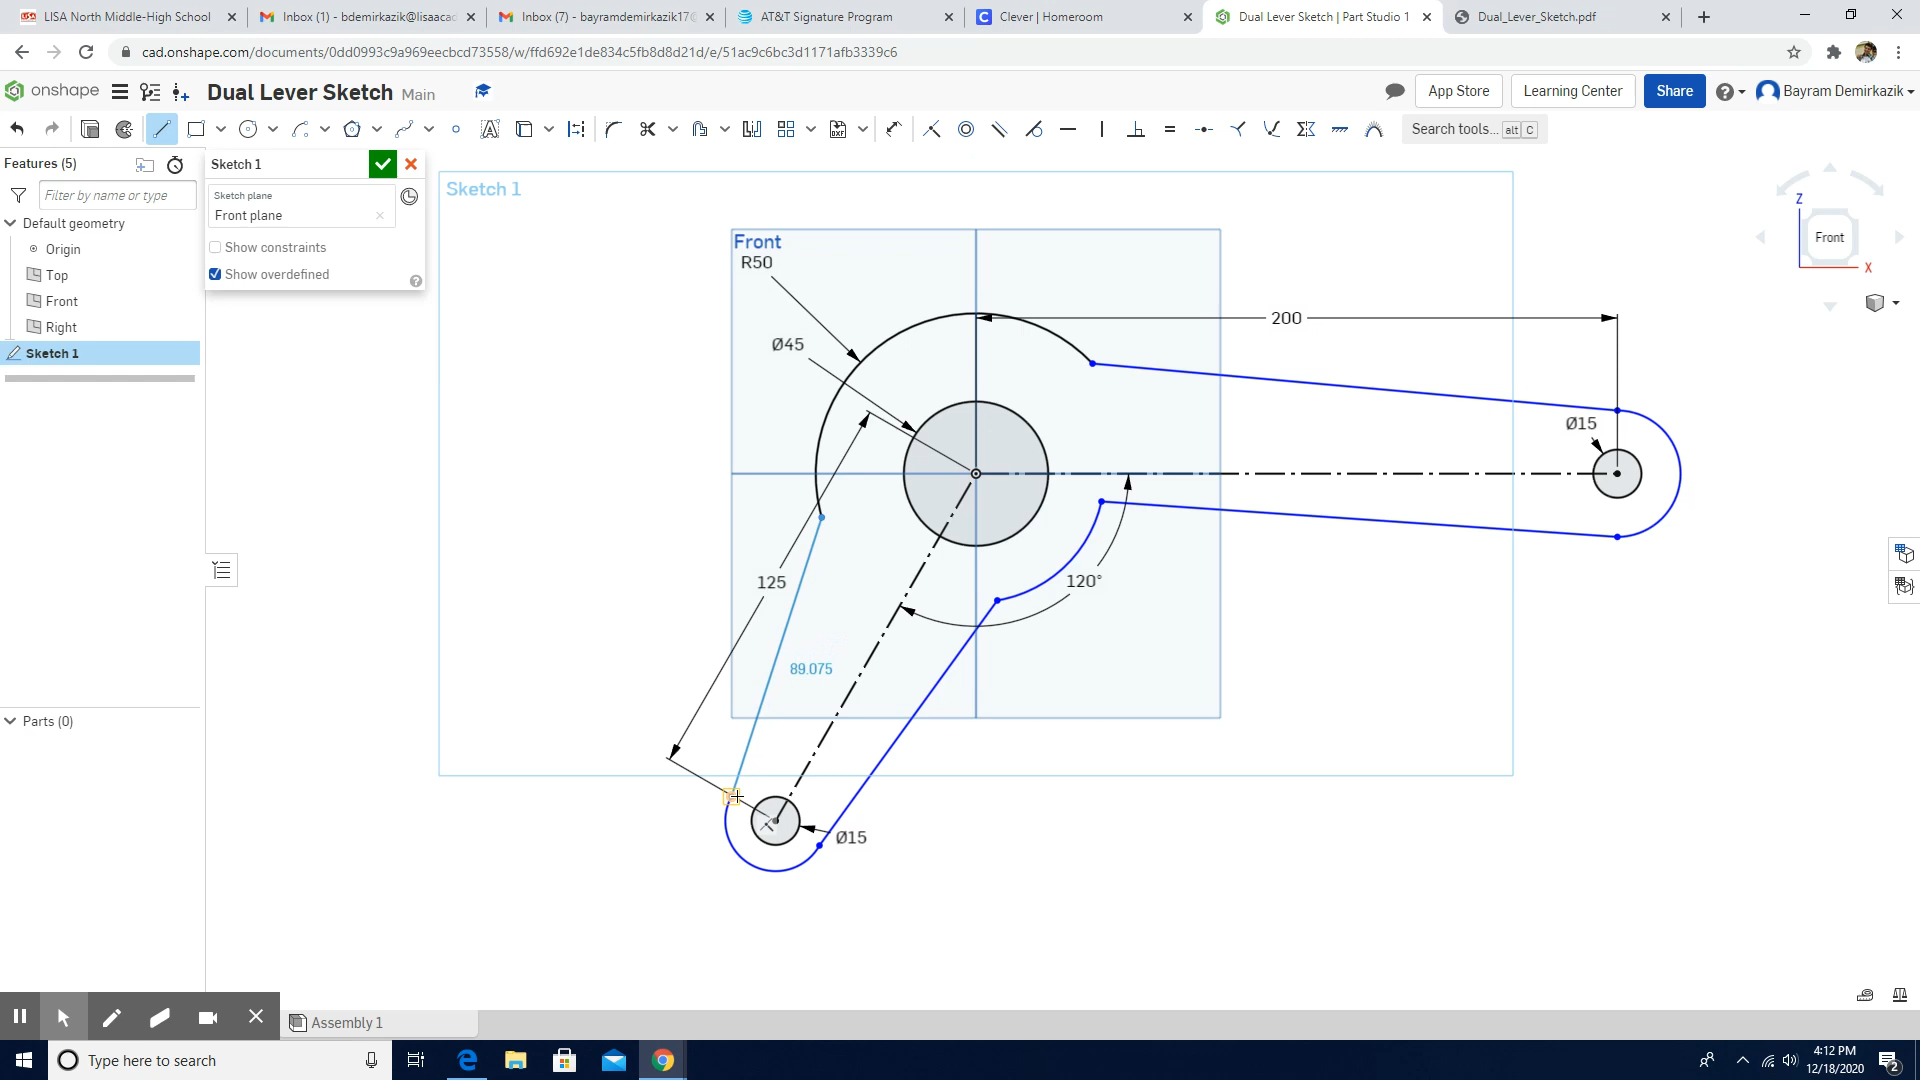 LISA North Middle-High School
Inbox (1) - bdemirkazik@lisaacad
Inbox (7) - bayramdemirkazik17@
AT&T Signature Program
Clever | Homeroom
Dual Lever Sketch | Part Studio 1
Dual_Lever_Sketch.pdf
cad.onshape.com/documents/0dd0993c9a969eecbcd73558/w/ffd692e1de834c5fb8d8d21d/e/51ac9c6bc3d1171afb3339c6
onshape
Dual Lever Sketch Main
App Store
Learning Center
Share
Bayram Demirkazik
Search tools... alt C
Features (5)
Filter by name or type
Default geometry
Origin
Top
Front
Right
Sketch 1
Parts (0)
Sketch 1
Sketch plane
Front plane
Show constraints
Show overdefined
Sketch 1
Front
R50
Ø45
200
Ø15
125
120°
89.075
Ø15
Z
Front
X
Assembly 1
Type here to search
4:12 PM
12/18/2020
2